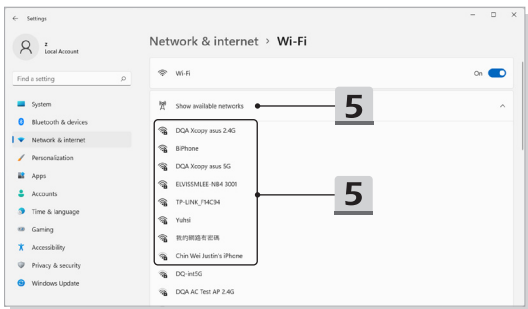 Settings
z
Local Account
Find a setting
System
Bluetooth & devices
Network & internet
Personalization
Apps
Accounts
Time & language
Gaming
Accessibility
Privacy & security
Windows Update
Network & internet > Wi-Fi
Wi-Fi
On
Show available networks
5
DQA Xcopy asus 2.4G
BiPhone
DQA Xcopy asus 5G
ELVISSMLEE-NB4 3001
TP-LINK_F14C94
5
Yuhsi
我的網路有密碼
Chin Wei Justin's iPhone
DQ-int5G
DQA AC Test AP 2.4G